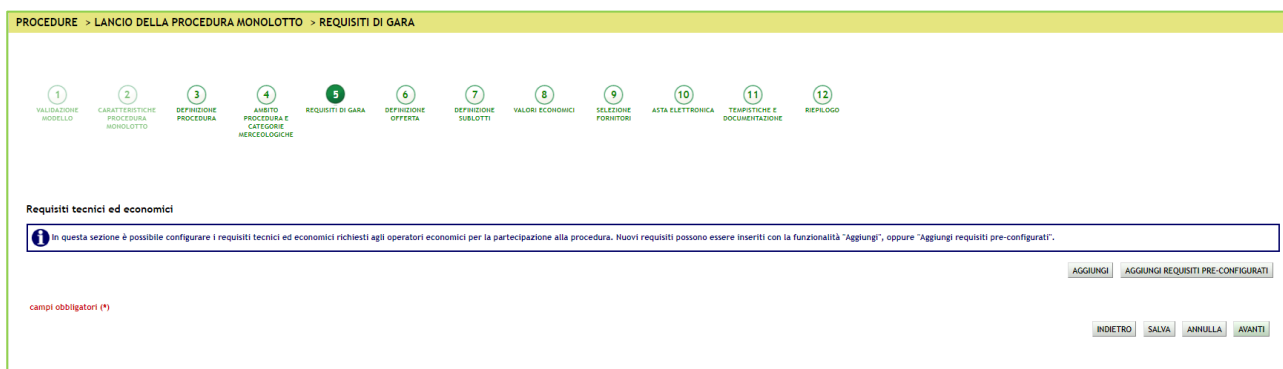 PROCEDURE > LANCIO DELLA PROCEDURA MONOLOTTO > REQUISITI DI GARA
1 2 3 4 5 6 7 8 9 10 11 12
VALIDAZIONE MODELLO
CARATTERISTICHE PROCEDURA MONOLOTTO
DEFINIZIONE PROCEDURA
AMBITO PROCEDURA E CATEGORIE MERCEOLOGICHE
REQUISITI DI GARA
DEFINIZIONE OFFERTA
DEFINIZIONE SUBLOTTI
VALORI ECONOMICI
SELEZIONE FORNITORI
ASTA ELETTRONICA
TEMPISTICHE E DOCUMENTAZIONE
RIEPILOGO
Requisiti tecnici ed economici
In questa sezione è possibile configurare i requisiti tecnici ed economici richiesti agli operatori economici per la partecipazione alla procedura. Nuovi requisiti possono essere inseriti con la funzionalità "Aggiungi", oppure "Aggiungi requisiti pre-configurati".
AGGIUNGI AGGIUNGI REQUISITI PRE-CONFIGURATI
campi obbligatori (*)
INDIETRO SALVA ANNULLA AVANTI